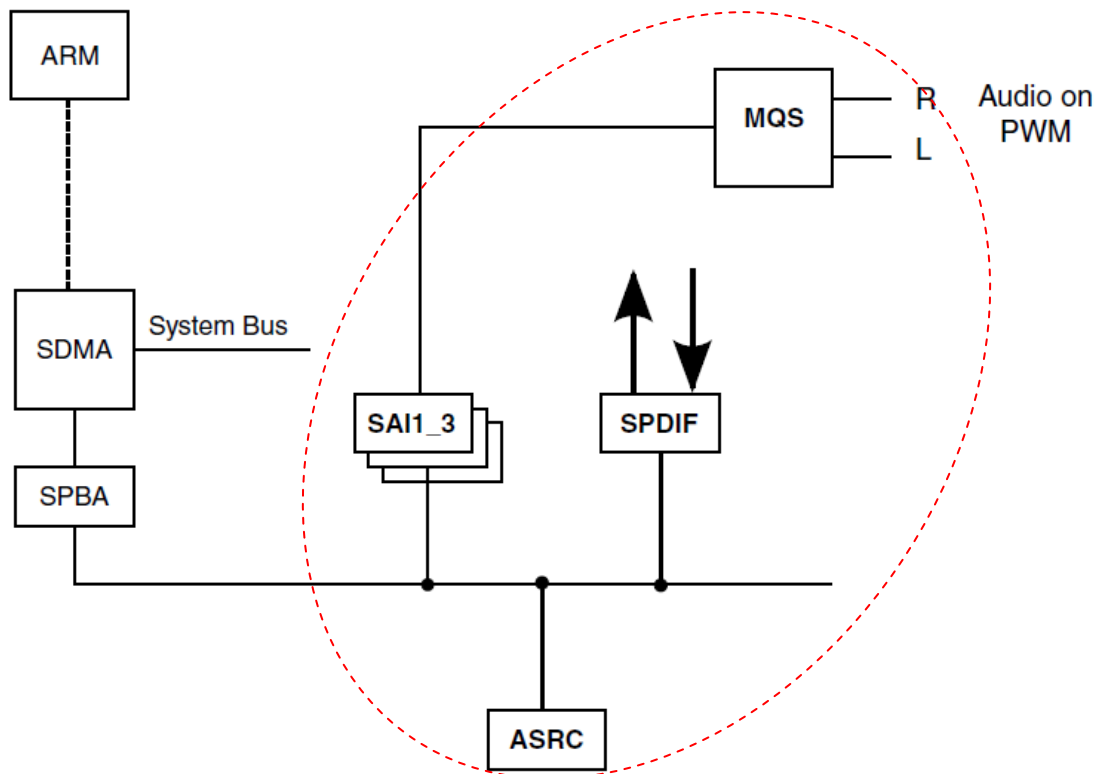 ARM
MQS
R
L
Audio on
PWM
System Bus
SDMA
SAI1_3
SPDIF
SPBA
ASRC